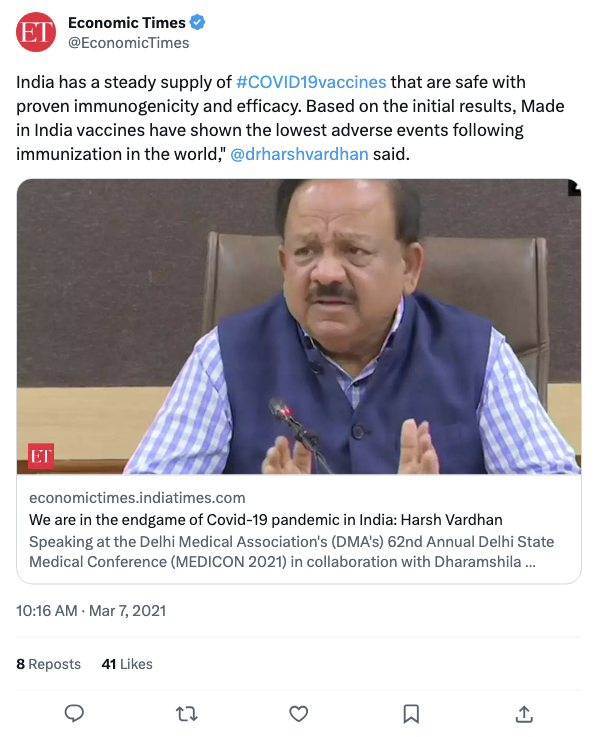 ET
Economic Times
@EconomicTimes
India has a steady supply of #COVID19vaccines that are safe with
proven immunogenicity and efficacy. Based on the initial results, Made
in India vaccines have shown the lowest adverse events following
immunization in the world," @drharshvardhan said.
ET
economictimes.indiatimes.com
We are in the endgame of Covid-19 pandemic in India: Harsh Vardhan
Speaking at the Delhi Medical Association's (DMA's) 62nd Annual Delhi State
Medical Conference (MEDICON 2021) in collaboration with Dharamshila ...
10:16 AM · Mar 7, 2021
8 Reposts 41 Likes